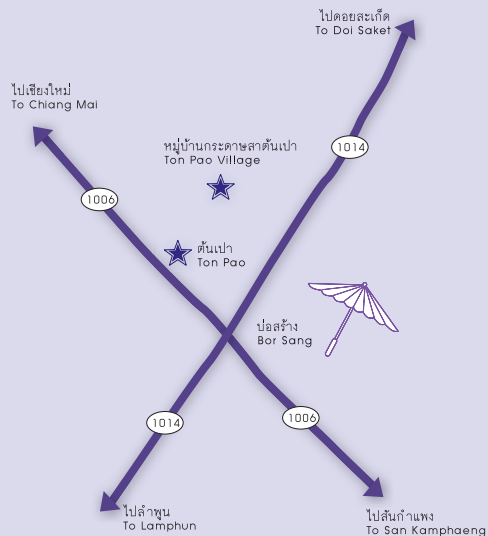 ไปดอยสะเก็ด
To Doi Saket
ไปเชียงใหม่
To Chiang Mai
หมู่บ้านกระดาษสาต้นเปา
Ton Pao Village
1014
1006
ต้นเปา
Ton Pao
บ่อสร้าง
Bor Sang
1014
1006
ไปลำพูน
To Lamphun
ไปสันกำแพง
To San Kamphaeng